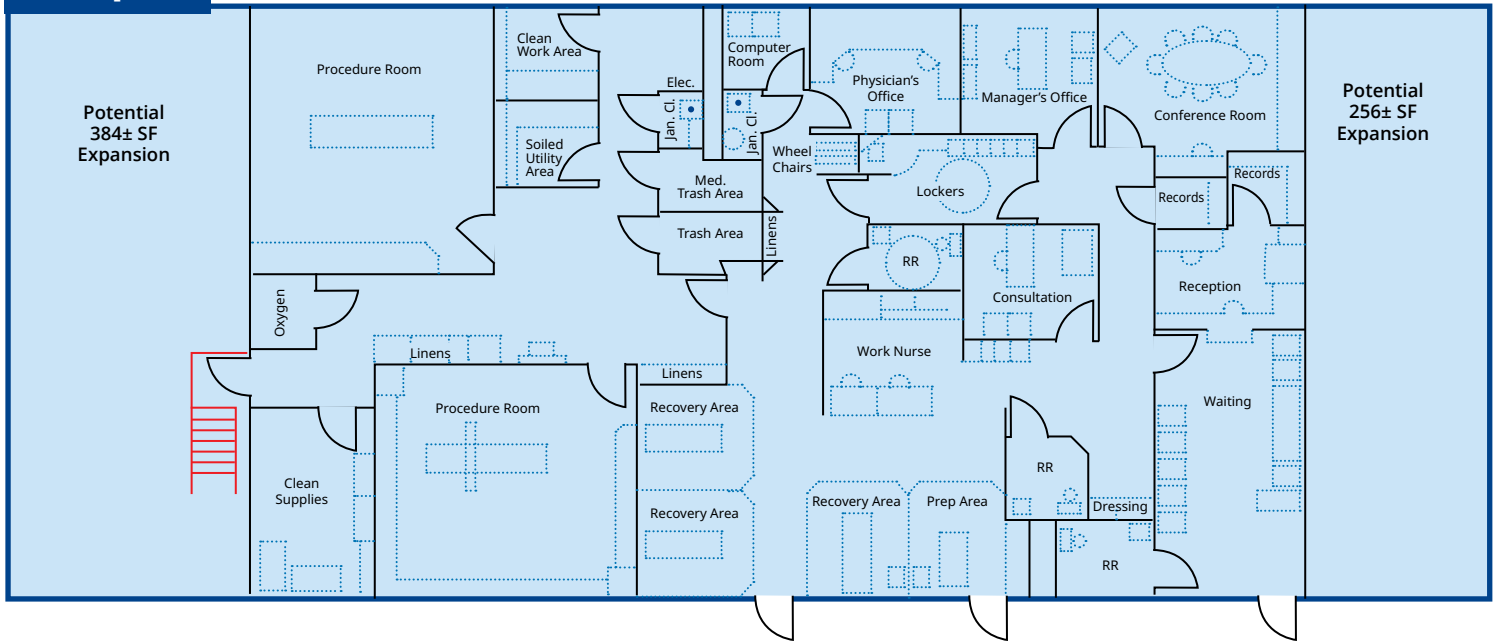 Procedure Room
Clean
Work Area
Computer
Room
Elec.
Physician's
Office
Manager's Office
Conference Room
Potential
384± SF
Expansion
Potential
256± SF
Expansion
Jan. Cl.
Jan. Cl.
Soiled
Utility
Area
Wheel
Chairs
Med.
Trash Area
Lockers
Records
Records
Trash Area
Linens
RR
Consultation
Reception
Oxygen
Linens
Linens
Work Nurse
Procedure Room
Recovery Area
Waiting
RR
Clean
Supplies
Recovery Area
Recovery Area
Prep Area
Dressing
RR